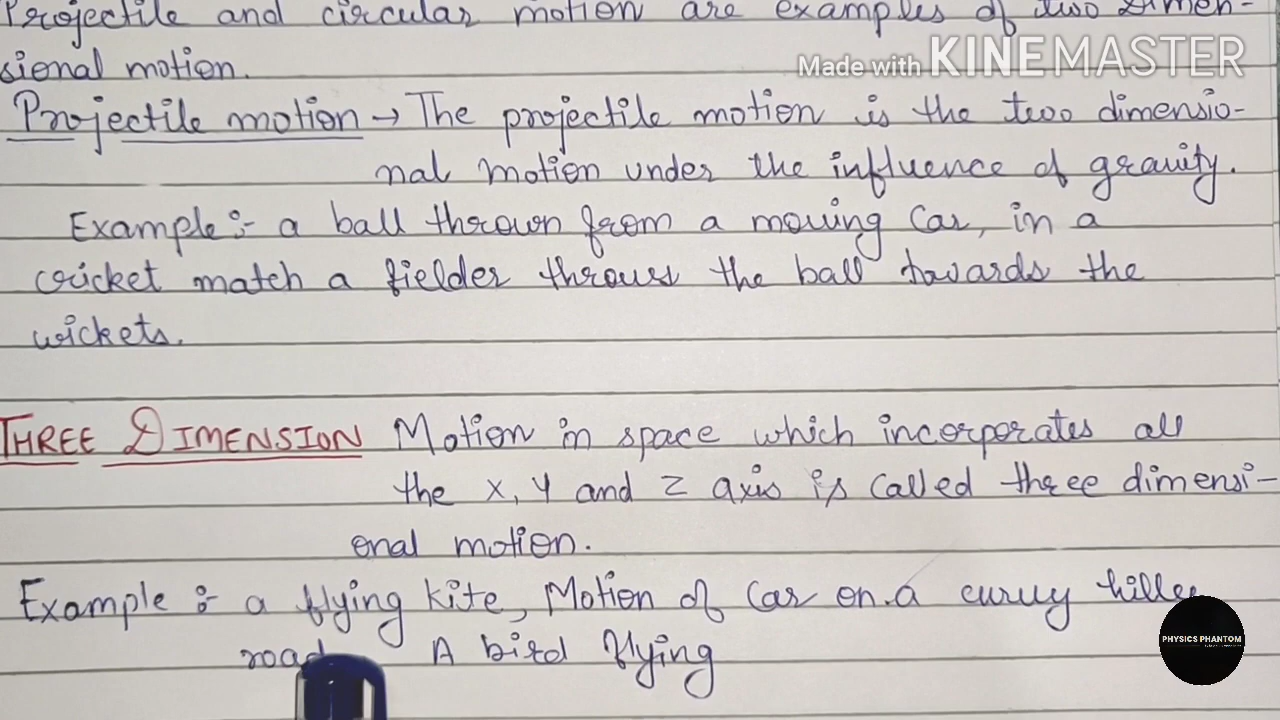 Projectile and circular motion are examples of two dimen-
sional motion.
Made with KINEMASTER
Projectile motion → The projectile motion is the two dimensio-
nal motion under the influence of gravity.
Example :- a ball thrown from a moving Car, in a
cricket match a fielder throws the ball towards the
wickets.
THREE DIMENSION Motion in space which incorporates all
the X, Y and Z axis is called three dimensi-
onal motion.
Example :- a flying kite, Motion of Car on a curvy
road A bird flying
PHYSICS PHANTOM